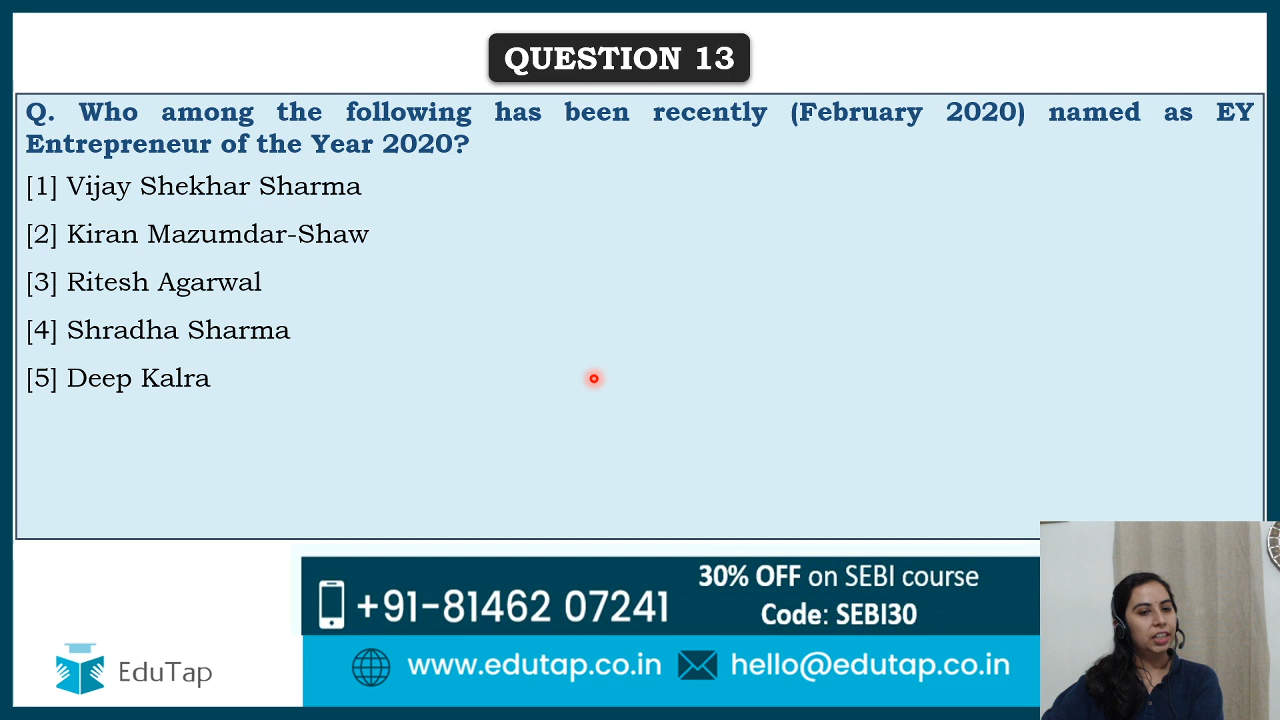 QUESTION 13
Q. Who among the following has been recently (February 2020) named as EY
Entrepreneur of the Year 2020?
[1] Vijay Shekhar Sharma
[2] Kiran Mazumdar-Shaw
[3] Ritesh Agarwal
[4] Shradha Sharma
[5] Deep Kalra
30% OFF on SEBI course
+91-81462 07241
Code: SEBI30
EduTap
www.edutap.co.in
hello@edutap.co.in